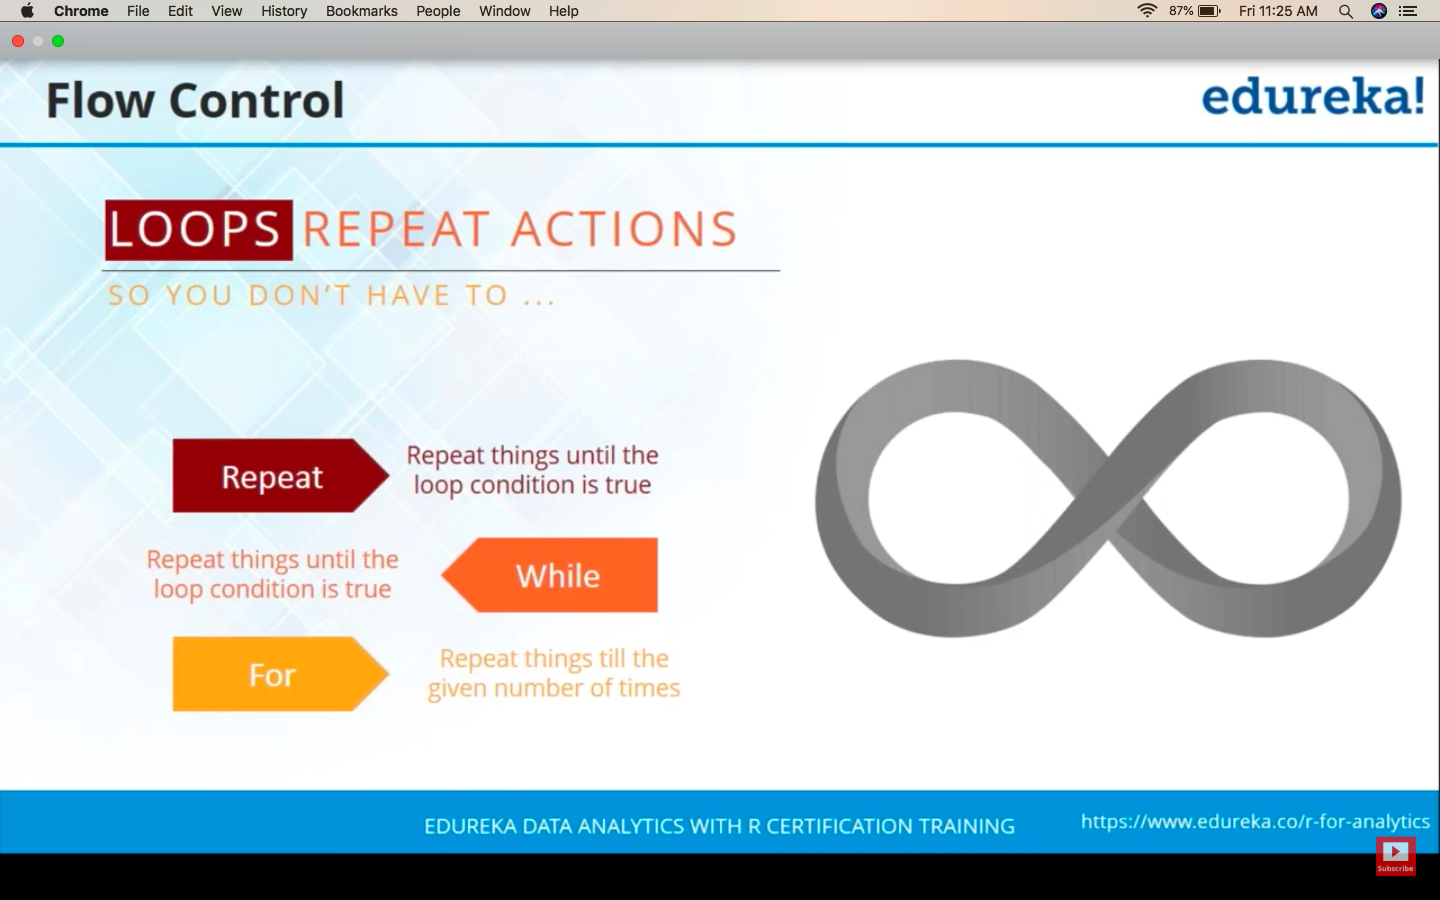 Chrome File Edit View History Bookmarks People Window Help 87% Fri 11:25 AM
Flow Control
edureka!
LOOPS REPEAT ACTIONS
SO YOU DON'T HAVE TO ...
Repeat
Repeat things until the
loop condition is true
Repeat things until the
loop condition is true
While
For
Repeat things till the
given number of times
EDUREKA DATA ANALYTICS WITH R CERTIFICATION TRAINING
https://www.edureka.co/r-for-analytics
Subscribe